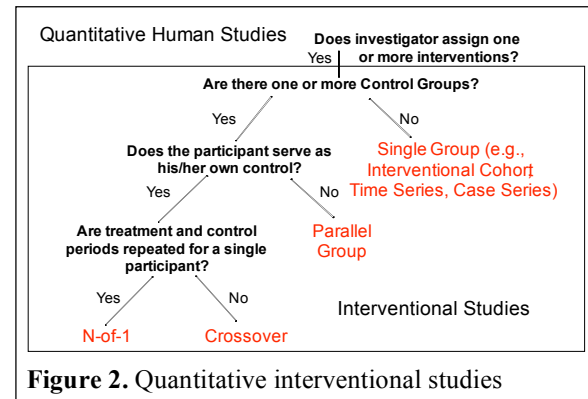 Quantitative Human Studies
Does investigator assign one
or more interventions?
Yes
Are there one or more Control Groups?
Yes
No
Does the participant serve as
his/her own control?
Single Group (e.g.,
Interventional Cohort,
Time Series, Case Series)
Yes
No
Are treatment and control
periods repeated for a single
participant?
Parallel
Group
Yes
No
Interventional Studies
N-of-1
Crossover
Figure 2. Quantitative interventional studies